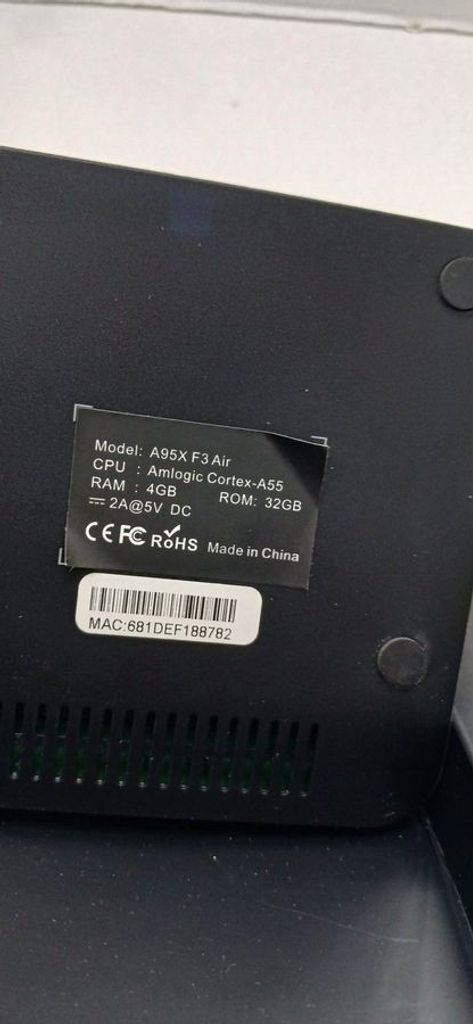 Model: A95X F3 Air
CPU : Amlogic Cortex-A55
RAM : 4GB ROM: 32GB
2A@5V DC
CE FC RoHS Made in China
MAC:681DEF188782